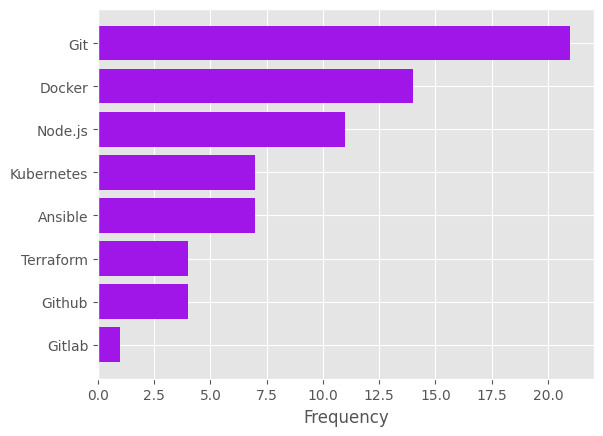 Git
Docker
Node.js
Kubernetes
Ansible
Terraform
Github
Gitlab
0.0 2.5 5.0 7.5 10.0 12.5 15.0 17.5 20.0
Frequency